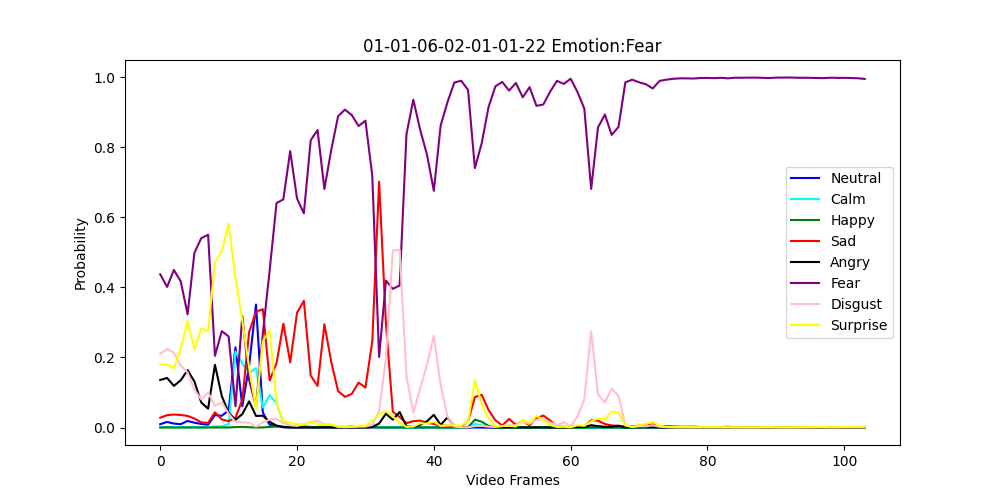 01-01-06-02-01-01-22 Emotion:Fear
1.0
0.8
0.6
0.4
0.2
0.0
Probability
0
20
40
60
80
100
Video Frames
Neutral
Calm
Happy
Sad
Angry
Fear
Disgust
Surprise